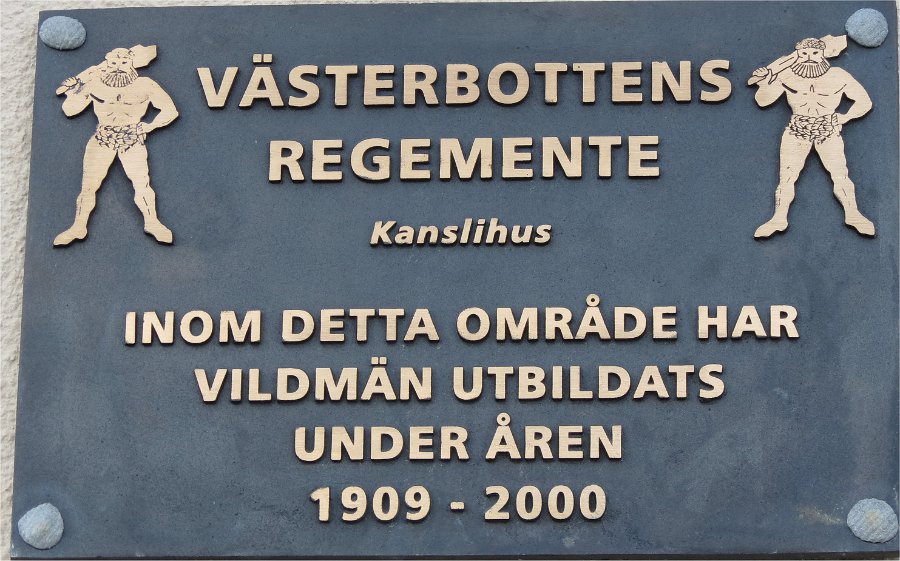 VÄSTERBOTTENS
REGEMENTE
Kanslihus
INOM DETTA OMRÅDE HAR
VILDMÄN UTBILDATS
UNDER ÅREN
1909 - 2000